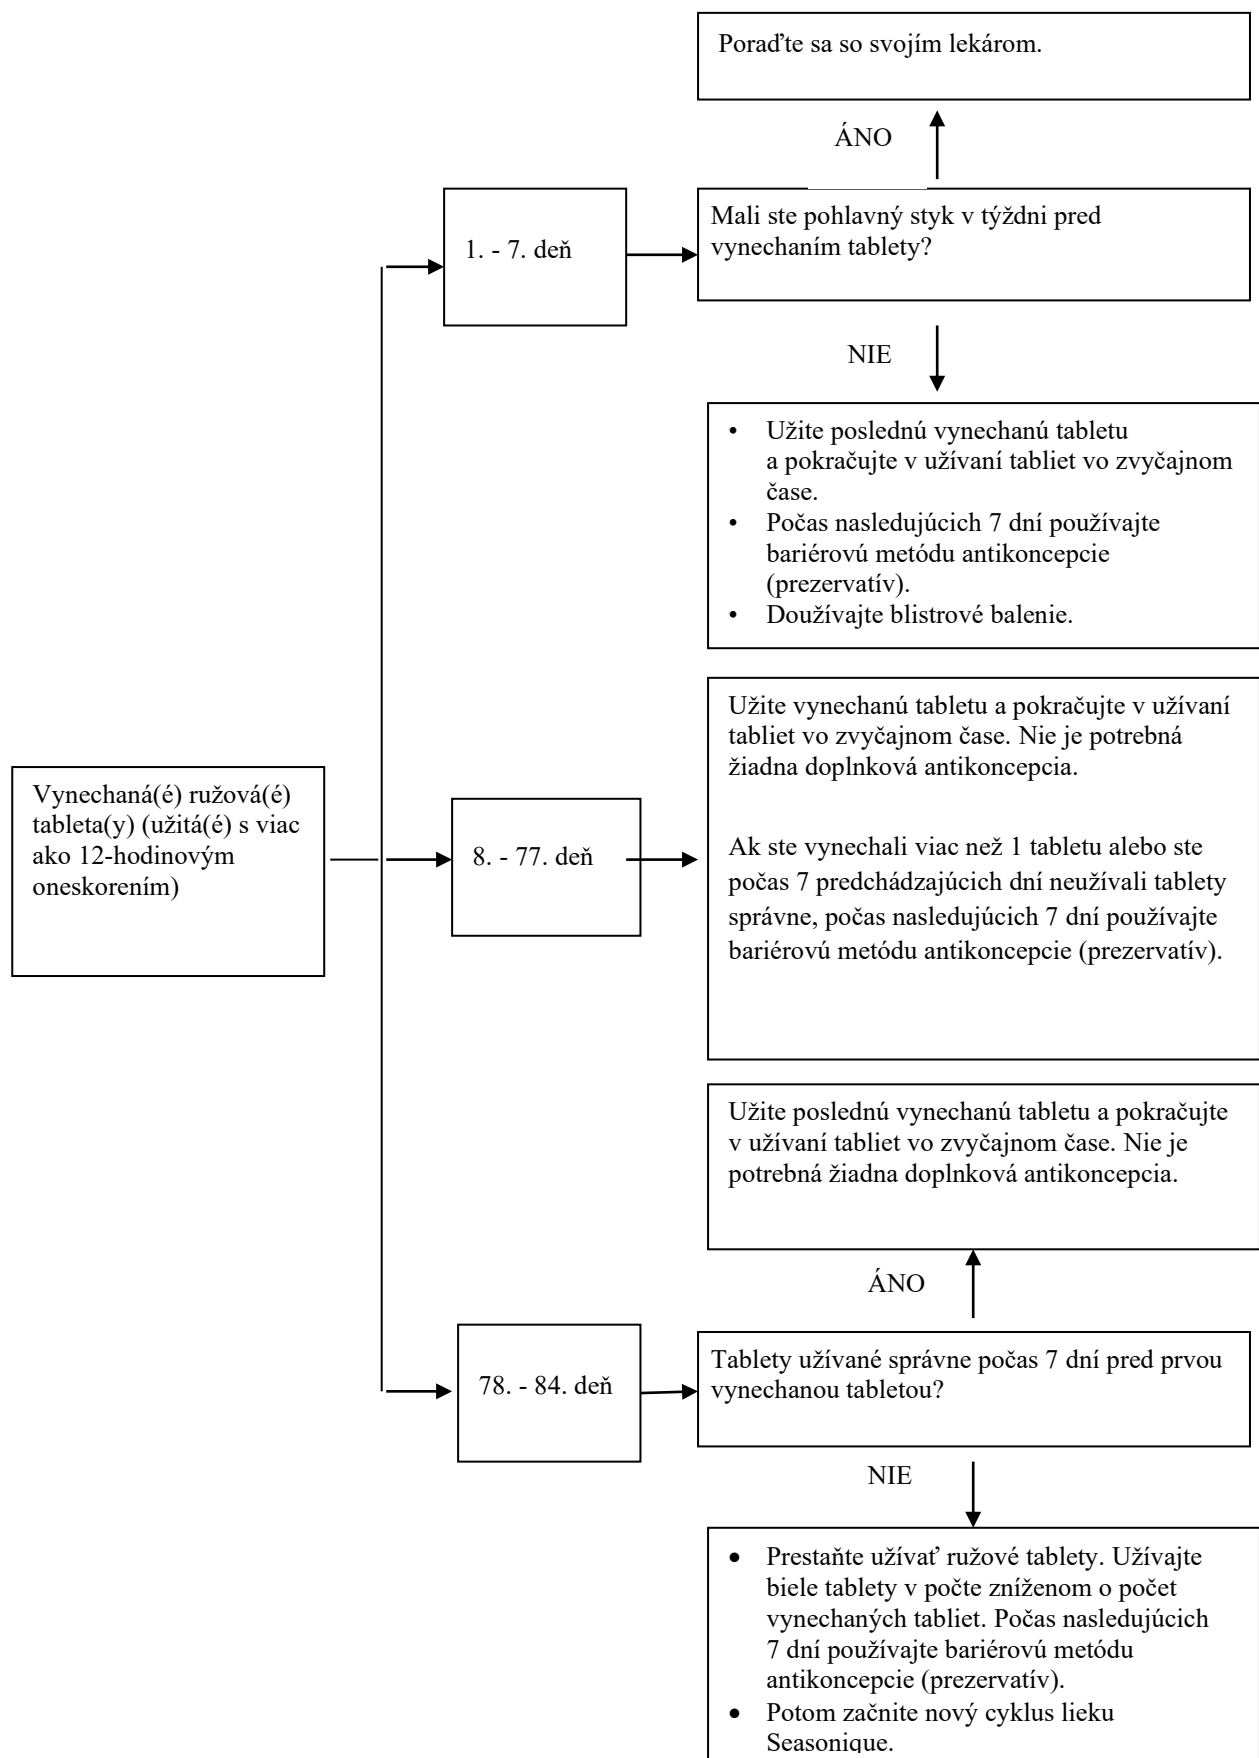 Poraďte sa so svojím lekárom.
ÁNO
1. - 7. deň
Mali ste pohlavný styk v týždni pred
vynechaním tablety?
NIE
• Užite poslednú vynechanú tabletu
a pokračujte v užívaní tabliet vo zvyčajnom
čase.
• Počas nasledujúcich 7 dní používajte
bariérovú metódu antikoncepcie
(prezervatív).
• Doužívajte blistrové balenie.
Vynechaná(é) ružová(é)
tableta(y) (užitá(é) s viac
ako 12-hodinovým
oneskorením)
8. - 77. deň
Užite vynechanú tabletu a pokračujte v užívaní
tabliet vo zvyčajnom čase. Nie je potrebná
žiadna doplnková antikoncepcia.
Ak ste vynechali viac než 1 tabletu alebo ste
počas 7 predchádzajúcich dní neužívali tablety
správne, počas nasledujúcich 7 dní používajte
bariérovú metódu antikoncepcie (prezervatív).
Užite poslednú vynechanú tabletu a pokračujte
v užívaní tabliet vo zvyčajnom čase. Nie je
potrebná žiadna doplnková antikoncepcia.
ÁNO
78. - 84. deň
Tablety užívané správne počas 7 dní pred prvou
vynechanou tabletou?
NIE
• Prestaňte užívať ružové tablety. Užívajte
biele tablety v počte zníženom o počet
vynechaných tabliet. Počas nasledujúcich
7 dní používajte bariérovú metódu
antikoncepcie (prezervatív).
• Potom začnite nový cyklus lieku
Seasonique.